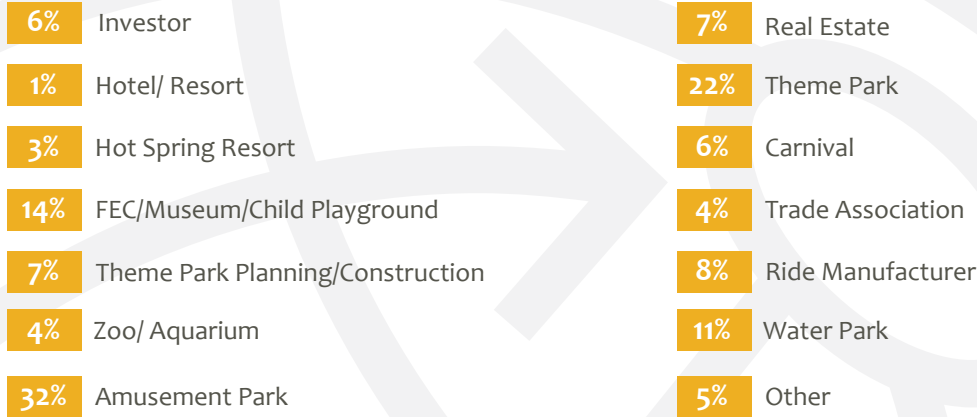 6% Investor
1% Hotel/ Resort
3% Hot Spring Resort
14% FEC/Museum/Child Playground
7% Theme Park Planning/Construction
4% Zoo/ Aquarium
32% Amusement Park
7% Real Estate
22% Theme Park
6% Carnival
4% Trade Association
8% Ride Manufacturer
11% Water Park
5% Other